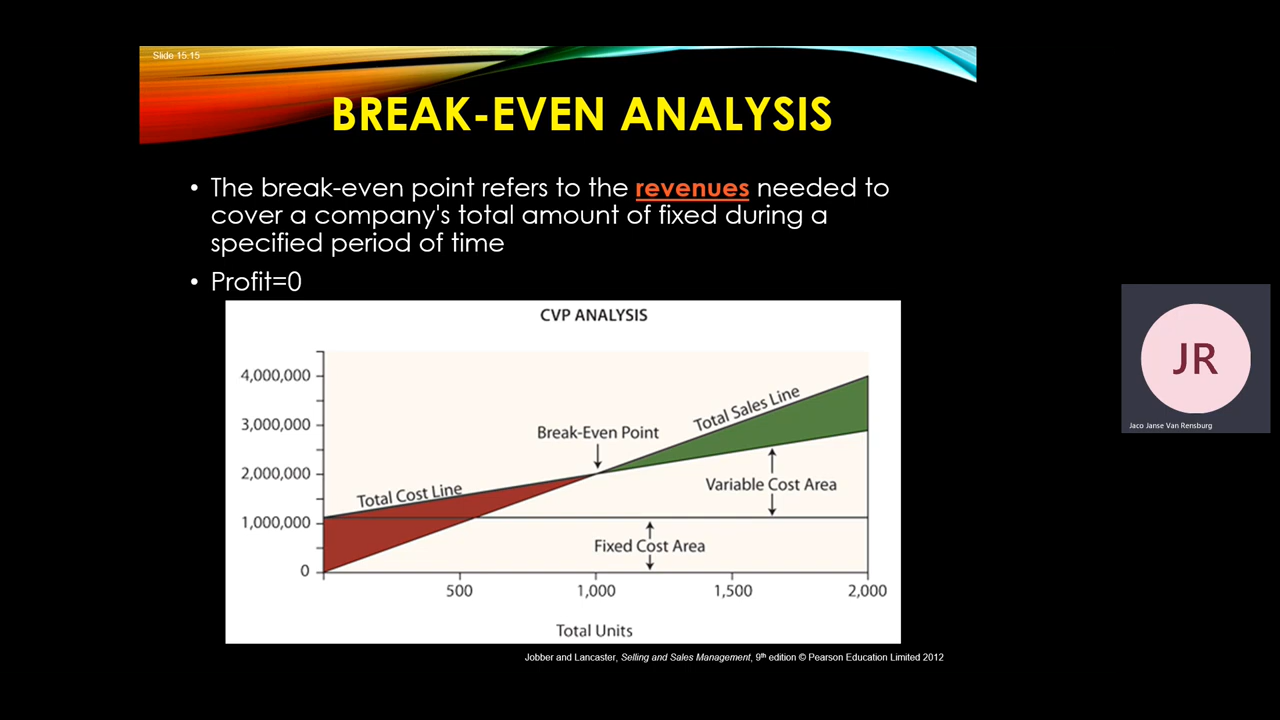 Slide 15.15
BREAK-EVEN ANALYSIS
• The break-even point refers to the revenues needed to
cover a company's total amount of fixed during a
specified period of time
• Profit=0
CVP ANALYSIS
4,000,000
3,000,000
2,000,000
1,000,000
0
Total Sales Line
Break-Even Point
Total Cost Line
Variable Cost Area
Fixed Cost Area
500
1,000
1,500
2,000
Total Units
Jobber and Lancaster, Selling and Sales Management, 9th edition © Pearson Education Limited 2012
JR
Jaco Janse Van Rensburg